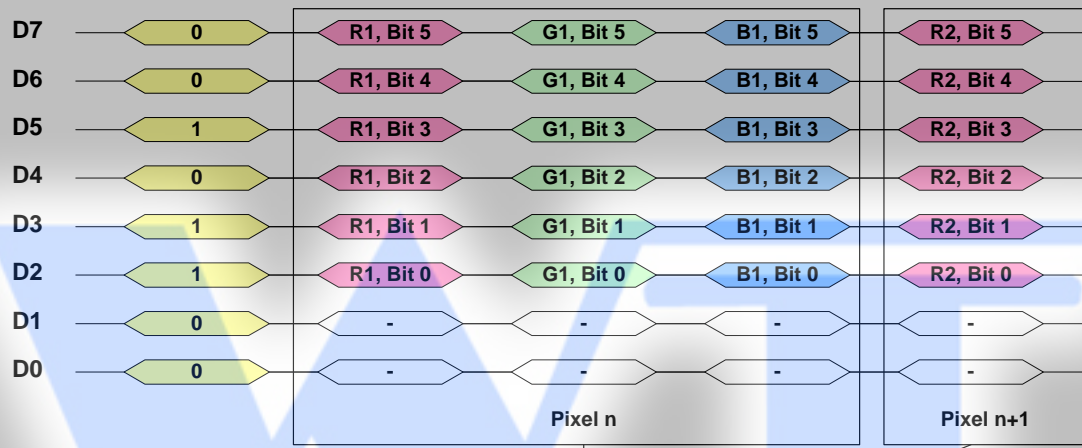 D7 0 R1, Bit 5 G1, Bit 5 B1, Bit 5 R2, Bit 5
D6 0 R1, Bit 4 G1, Bit 4 B1, Bit 4 R2, Bit 4
D5 1 R1, Bit 3 G1, Bit 3 B1, Bit 3 R2, Bit 3
D4 0 R1, Bit 2 G1, Bit 2 B1, Bit 2 R2, Bit 2
D3 1 R1, Bit 1 G1, Bit 1 B1, Bit 1 R2, Bit 1
D2 1 R1, Bit 0 G1, Bit 0 B1, Bit 0 R2, Bit 0
D1 0 - - - -
D0 0 - - - -
Pixel n Pixel n+1